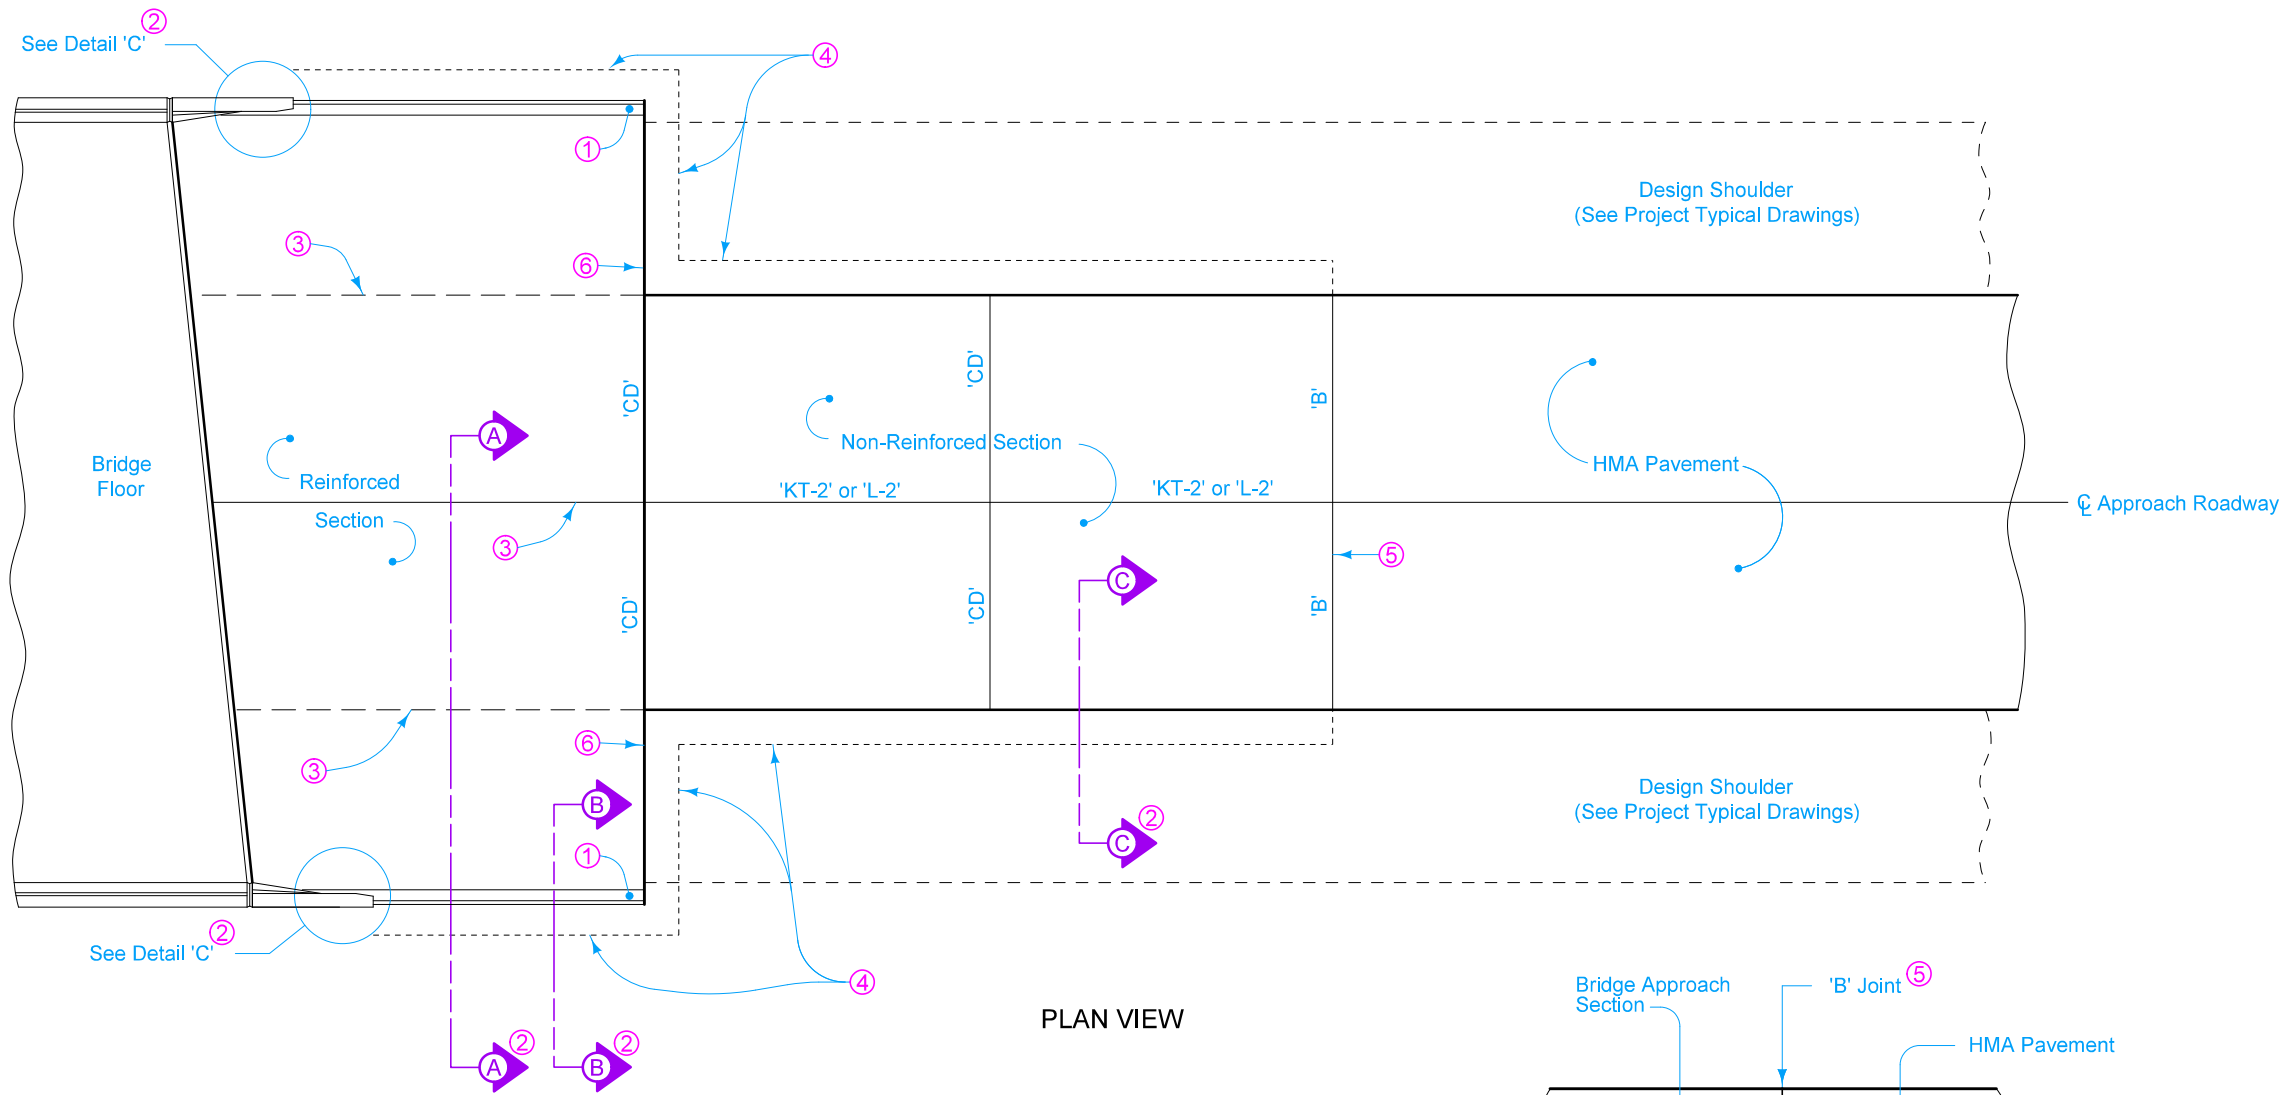 ②
See Detail 'C'
④
①
Design Shoulder
(See Project Typical Drawings)
③
⑥
'CD'
'CD'
'B'
A
Non-Reinforced Section
HMA Pavement
Bridge
Floor
Reinforced
'KT-2' or 'L-2'
'KT-2' or 'L-2'
℄ Approach Roadway
Section
③
⑤
C
'CD'
'CD'
'B'
⑥
③
B
Design Shoulder
(See Project Typical Drawings)
①
C ②
②
See Detail 'C'
④
PLAN VIEW
A ②
B ②
Bridge Approach
Section
'B' Joint ⑤
HMA Pavement